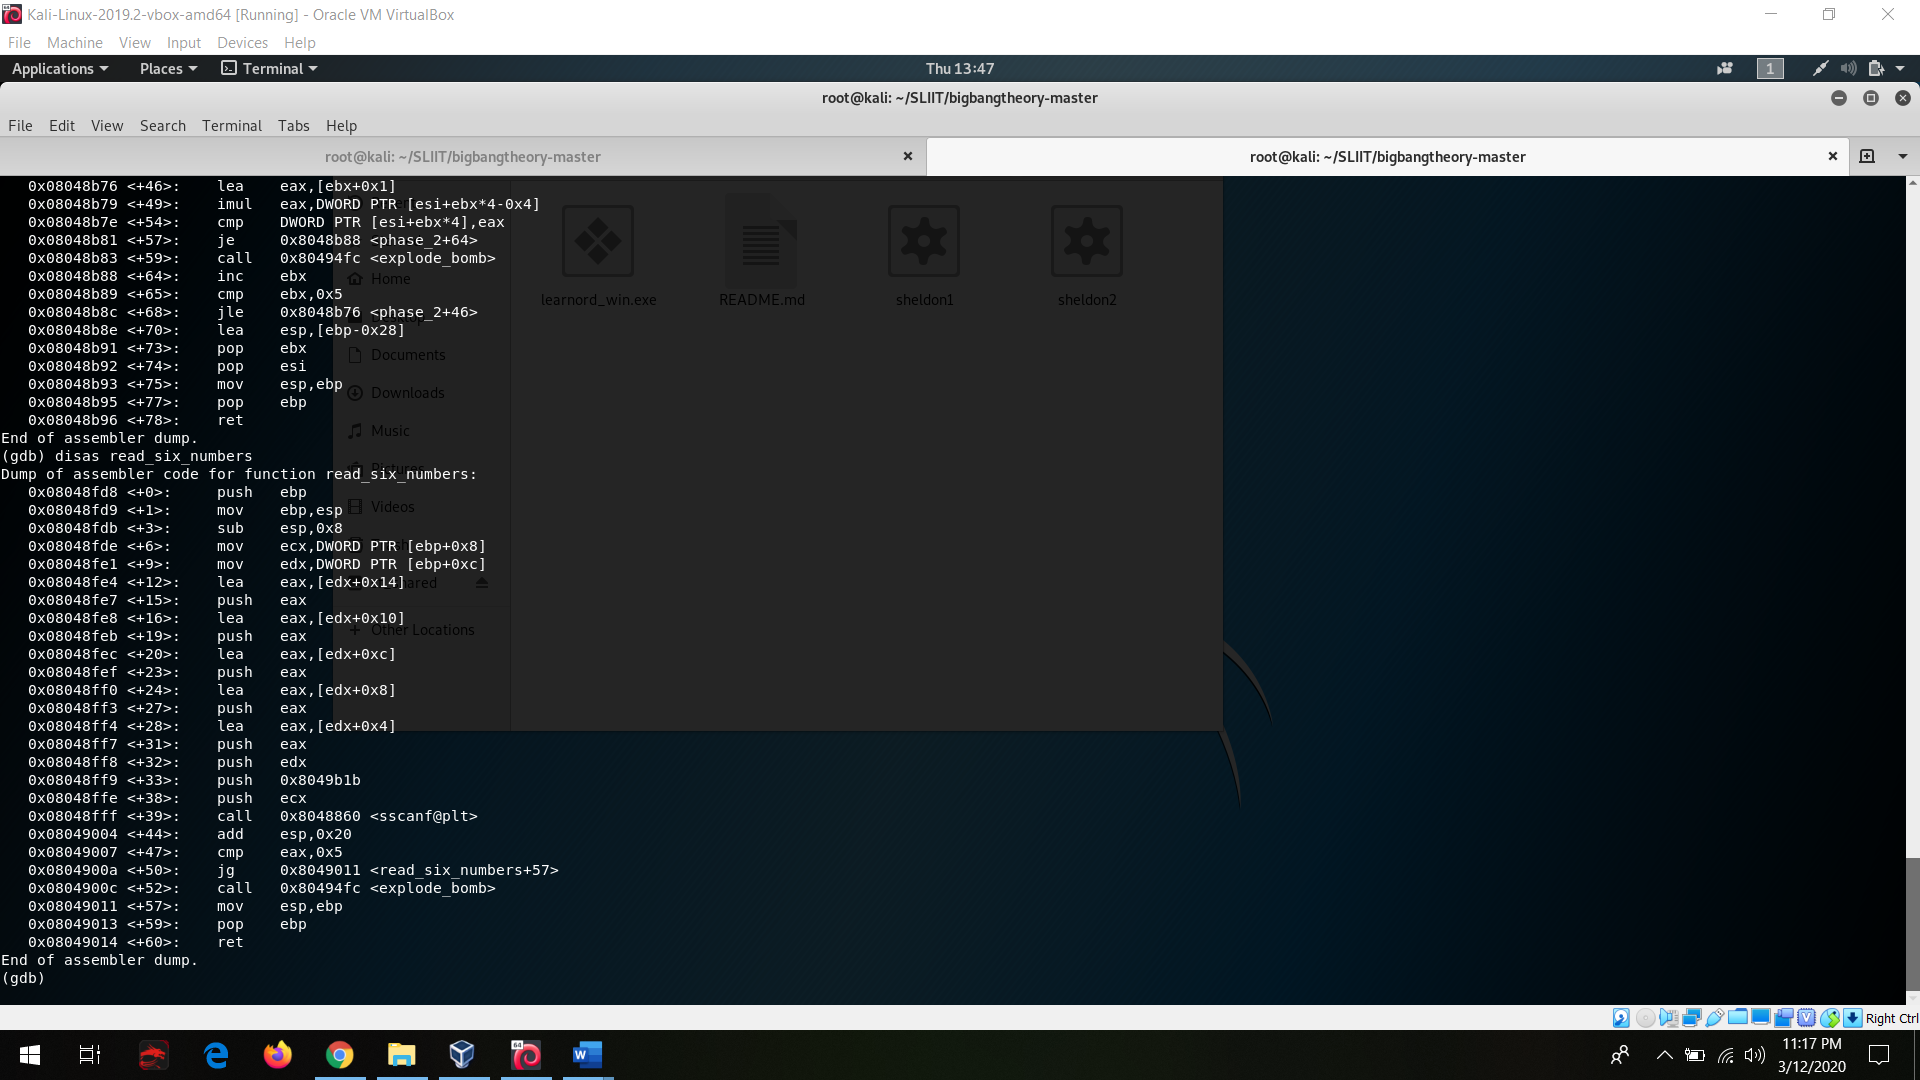 Kali-Linux-2019.2-vbox-amd64 [Running] - Oracle VM VirtualBox
File Machine View Input Devices Help
Applications Places Terminal Thu 13:47 1
root@kali: ~/SLIIT/bigbangtheory-master
File Edit View Search Terminal Tabs Help
root@kali: ~/SLIIT/bigbangtheory-master root@kali: ~/SLIIT/bigbangtheory-master
0x08048b76 <+46>: lea eax,[ebx+0x1]
0x08048b79 <+49>: imul eax,DWORD PTR [esi+ebx*4-0x4]
0x08048b7e <+54>: cmp DWORD PTR [esi+ebx*4],eax
0x08048b81 <+57>: je 0x8048b88 <phase_2+64>
0x08048b83 <+59>: call 0x80494fc <explode_bomb>
0x08048b88 <+64>: inc ebx
0x08048b89 <+65>: cmp ebx,0x5
0x08048b8c <+68>: jle 0x8048b76 <phase_2+46>
0x08048b8e <+70>: lea esp,[ebp-0x28]
0x08048b91 <+73>: pop ebx
0x08048b92 <+74>: pop esi
0x08048b93 <+75>: mov esp,ebp
0x08048b95 <+77>: pop ebp
0x08048b96 <+78>: ret
End of assembler dump.
(gdb) disas read_six_numbers
Dump of assembler code for function read_six_numbers:
0x08048fd8 <+0>: push ebp
0x08048fd9 <+1>: mov ebp,esp
0x08048fdb <+3>: sub esp,0x8
0x08048fde <+6>: mov ecx,DWORD PTR [ebp+0x8]
0x08048fe1 <+9>: mov edx,DWORD PTR [ebp+0xc]
0x08048fe4 <+12>: lea eax,[edx+0x14]
0x08048fe7 <+15>: push eax
0x08048fe8 <+16>: lea eax,[edx+0x10]
0x08048feb <+19>: push eax
0x08048fec <+20>: lea eax,[edx+0xc]
0x08048fef <+23>: push eax
0x08048ff0 <+24>: lea eax,[edx+0x8]
0x08048ff3 <+27>: push eax
0x08048ff4 <+28>: lea eax,[edx+0x4]
0x08048ff7 <+31>: push eax
0x08048ff8 <+32>: push edx
0x08048ff9 <+33>: push 0x8049b1b
0x08048ffe <+38>: push ecx
0x08048fff <+39>: call 0x8048860 <sscanf@plt>
0x08049004 <+44>: add esp,0x20
0x08049007 <+47>: cmp eax,0x5
0x0804900a <+50>: jg 0x8049011 <read_six_numbers+57>
0x0804900c <+52>: call 0x80494fc <explode_bomb>
0x08049011 <+57>: mov esp,ebp
0x08049013 <+59>: pop ebp
0x08049014 <+60>: ret
End of assembler dump.
(gdb)
Home
Documents
Downloads
Music
Videos
Other Locations
learnord_win.exe README.md sheldon1 sheldon2
Right Ctrl
11:17 PM
3/12/2020